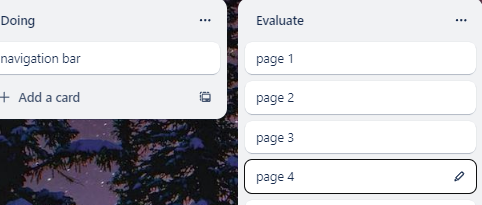 Doing
navigation bar
Add a card
Evaluate
page 1
page 2
page 3
page 4